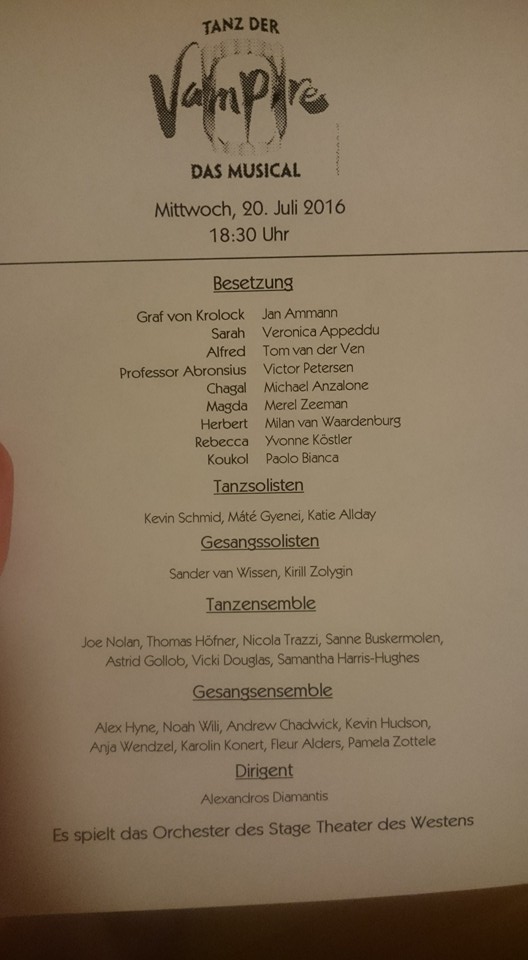 TANZ DER
Vampire
DAS MUSICAL
Mittwoch, 20. Juli 2016
18:30 Uhr
Besetzung
Graf von Krolock Jan Ammann
Sarah Veronica Appeddu
Alfred Tom van der Ven
Professor Abronsius Victor Petersen
Chagal Michael Anzalone
Magda Merel Zeeman
Herbert Milan van Waardenburg
Rebecca Yvonne Köstler
Koukol Paolo Bianca
Tanzsolisten
Kevin Schmid, Máté Gyenei, Katie Allday
Gesangssolisten
Sander van Wissen, Kirill Zolygin
Tanzensemble
Joe Nolan, Thomas Höfner, Nicola Trazzi, Sanne Buskermolen,
Astrid Gollob, Vicki Douglas, Samantha Harris-Hughes
Gesangsensemble
Alex Hyne, Noah Wili, Andrew Chadwick, Kevin Hudson,
Anja Wendzel, Karolin Konert, Fleur Alders, Pamela Zottele
Dirigent
Alexandros Diamantis
Es spielt das Orchester des Stage Theater des Westens